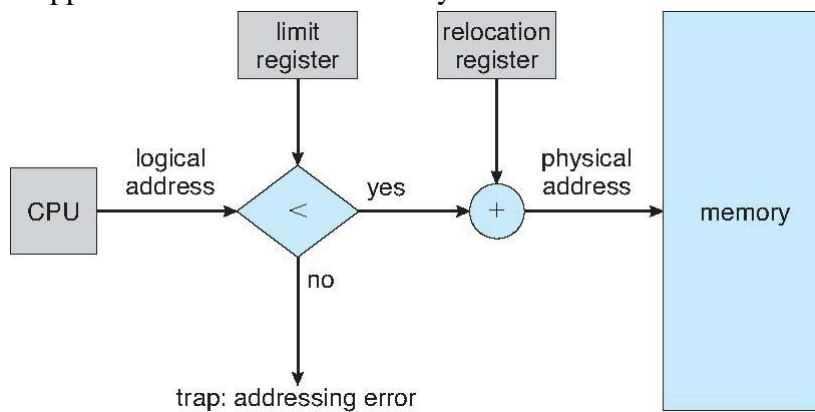 limit
register
relocation
register
logical
address
physical
address
CPU
<
yes
+
memory
no
trap: addressing error